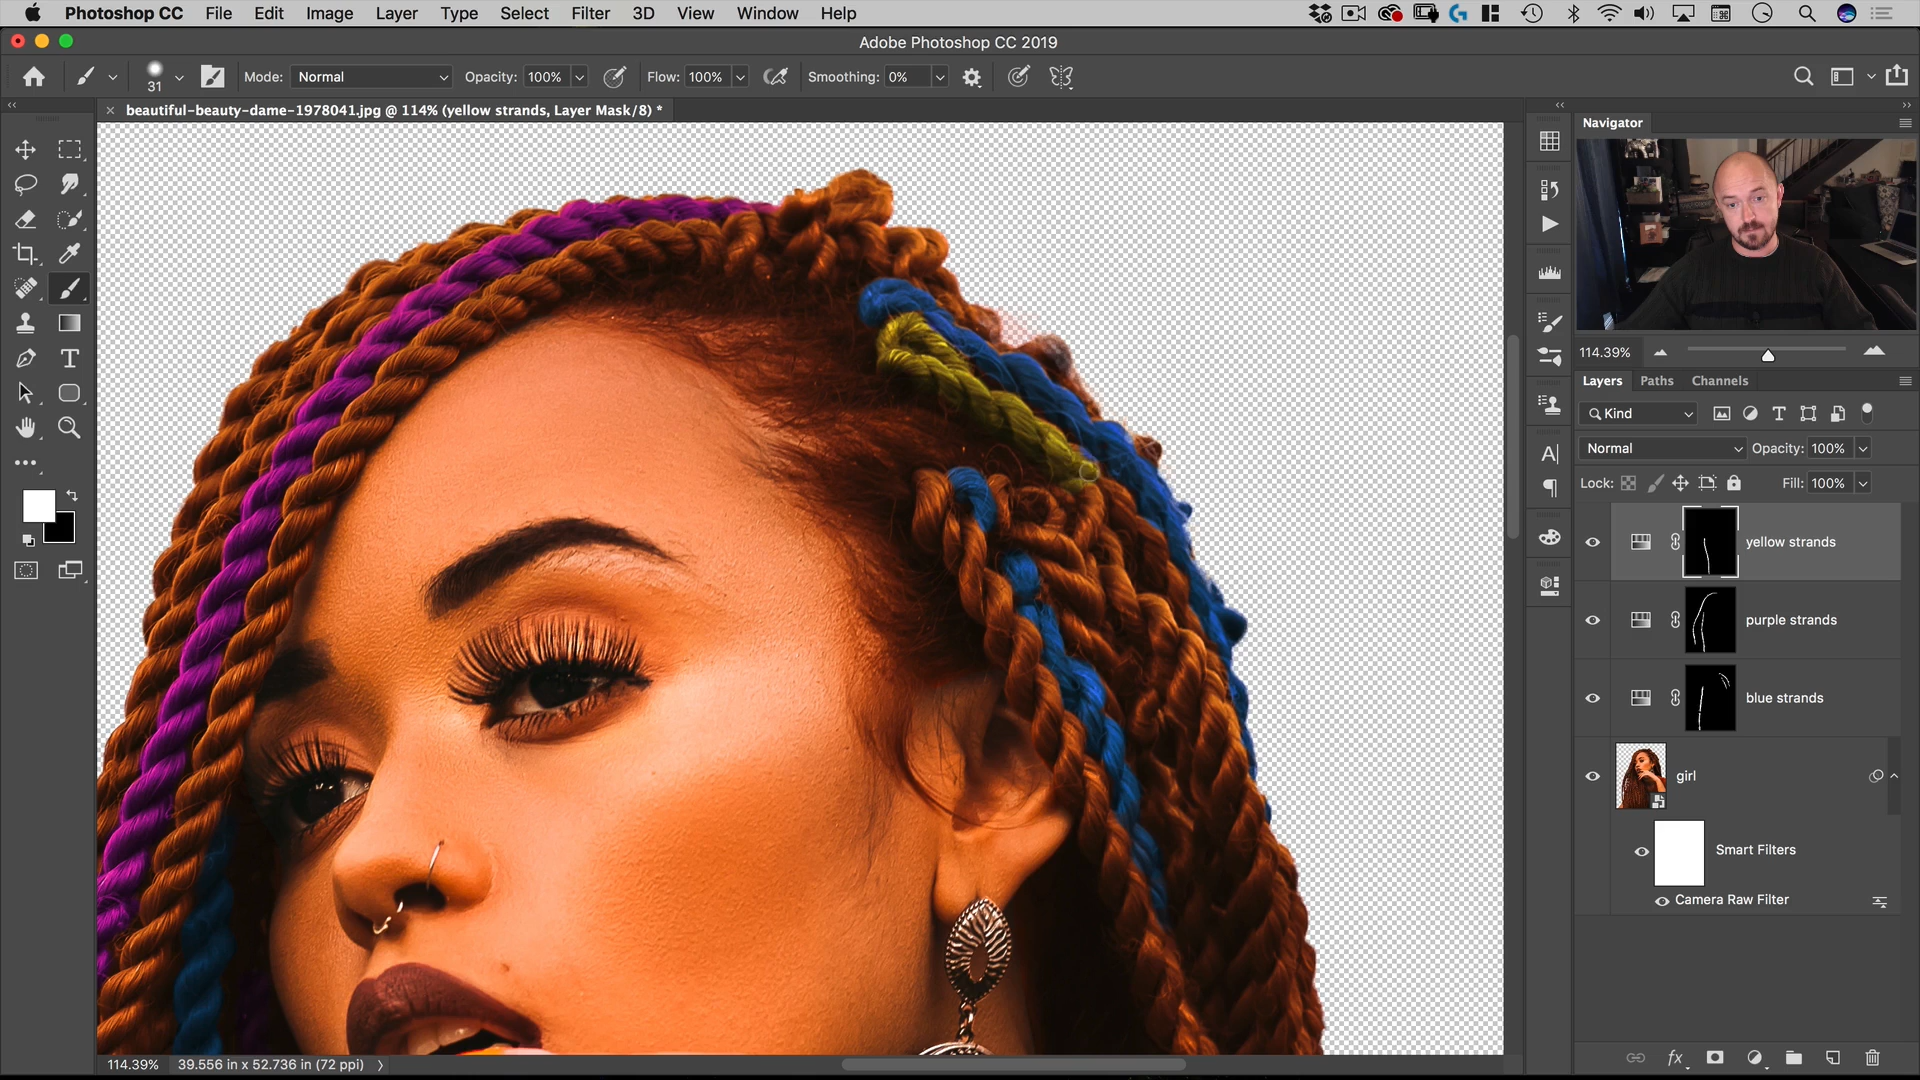 Photoshop CC File Edit Image Layer Type Select Filter 3D View Window Help
Adobe Photoshop CC 2019
31 Mode: Normal Opacity: 100% Flow: 100% Smoothing: 0%
beautiful-beauty-dame-1978041.jpg @ 114% (yellow strands, Layer Mask/8) *
Navigator
114.39%
Layers Paths Channels
Kind
Normal Opacity: 100%
Lock: Fill: 100%
yellow strands
purple strands
blue strands
girl
Smart Filters
Camera Raw Filter
114.39% 39.556 in x 52.736 in (72 ppi)